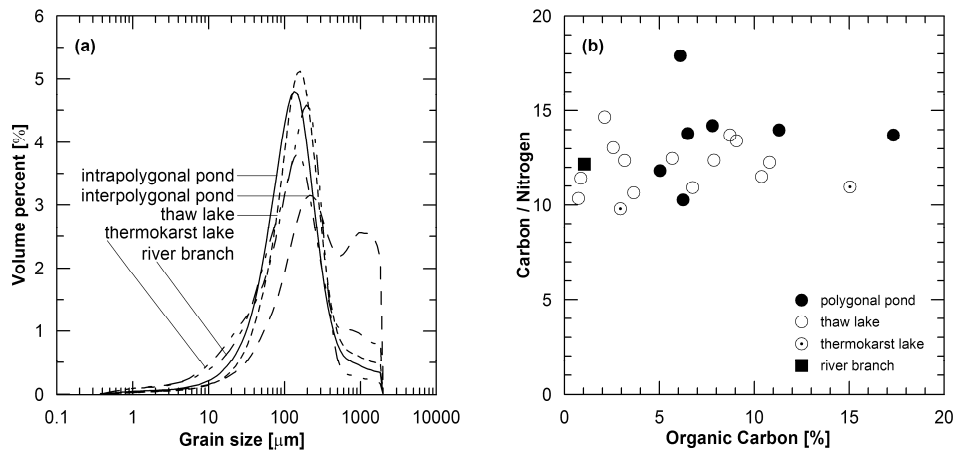 (a)
6
5
4
3
2
1
0
Volume percent [%]
intrapolygonal pond
interpolygonal pond
thaw lake
thermokarst lake
river branch
0.1 1 10 100 1000 10000
Grain size [µm]
(b)
20
15
10
5
0
Carbon / Nitrogen
polygonal pond
thaw lake
thermokarst lake
river branch
0 5 10 15 20
Organic Carbon [%]